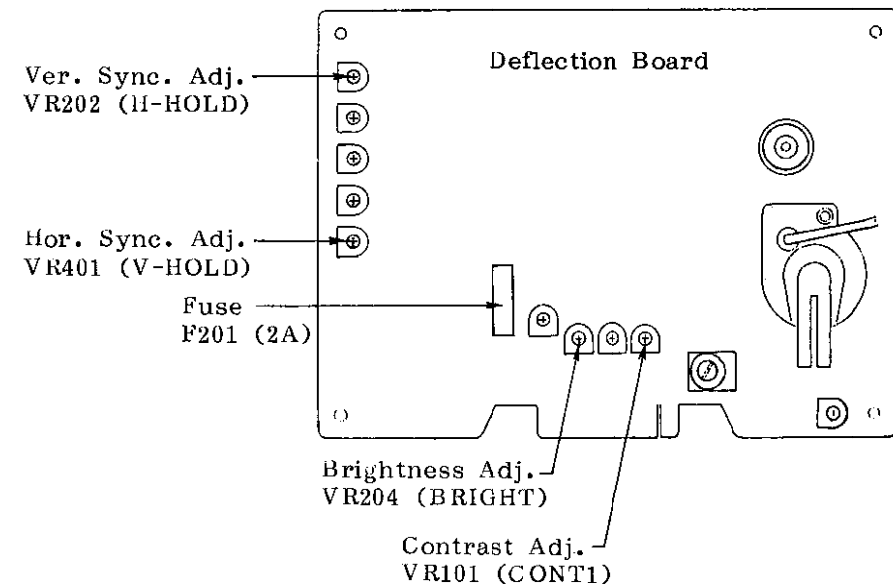 Deflection Board
Ver. Sync. Adj.
VR202 (H-HOLD)
Hor. Sync. Adj.
VR401 (V-HOLD)
Fuse
F201 (2A)
Brightness Adj.
VR204 (BRIGHT)
Contrast Adj.
VR101 (CONT1)